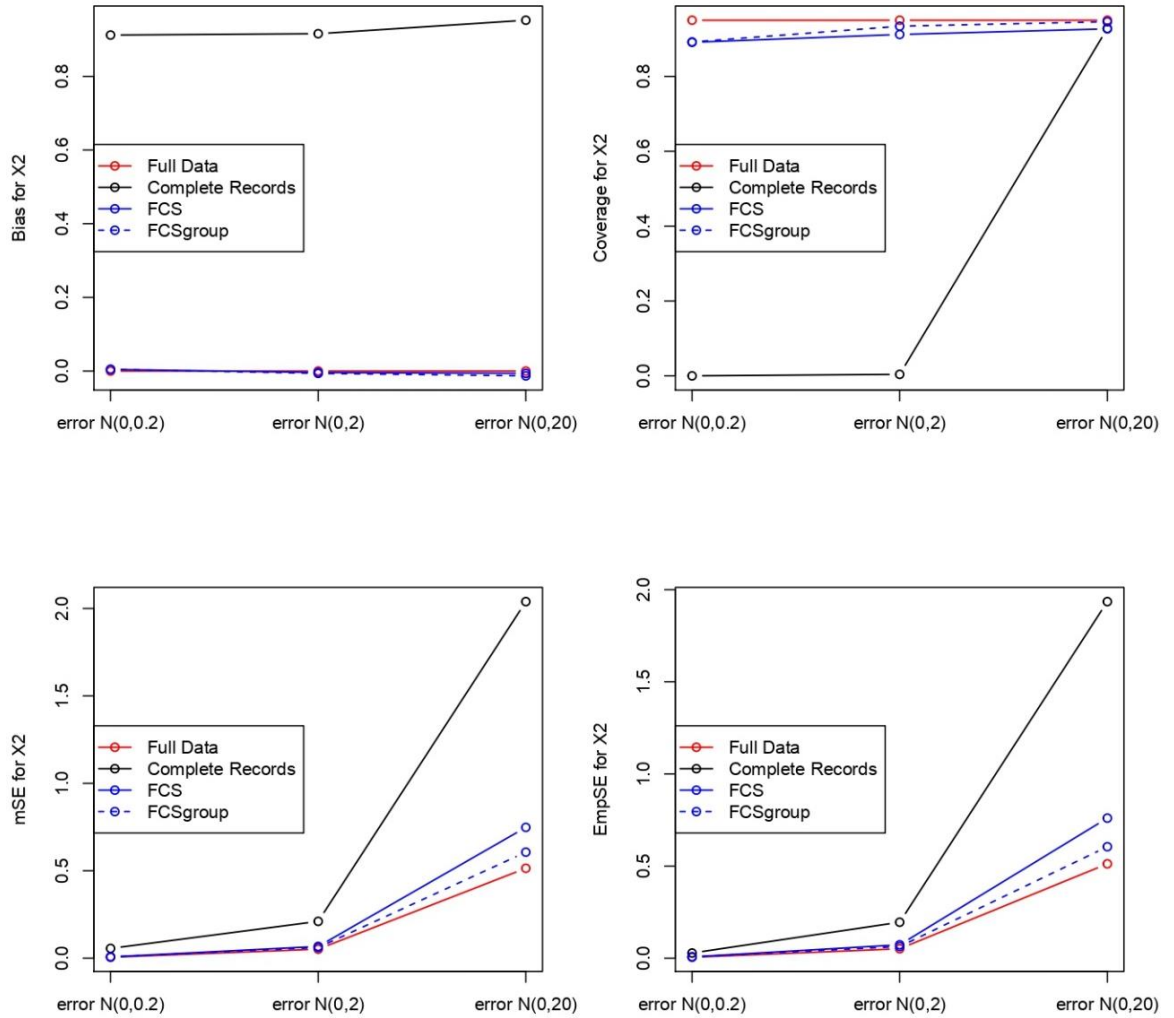 Bias for X2
0.0
0.2
0.4
0.6
0.8
Full Data
Complete Records
FCS
FCSgroup
error N(0,0.2)
error N(0,2)
error N(0,20)
Coverage for X2
0.0
0.2
0.4
0.6
0.8
Full Data
Complete Records
FCS
FCSgroup
error N(0,0.2)
error N(0,2)
error N(0,20)
mSE for X2
0.0
0.5
1.0
1.5
2.0
Full Data
Complete Records
FCS
FCSgroup
error N(0,0.2)
error N(0,2)
error N(0,20)
EmpSE for X2
0.0
0.5
1.0
1.5
2.0
Full Data
Complete Records
FCS
FCSgroup
error N(0,0.2)
error N(0,2)
error N(0,20)